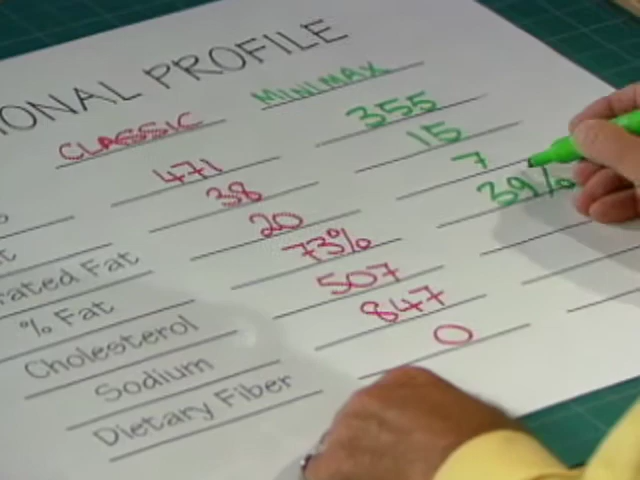 IONAL PROFILE
CLASSIC MINIMAX
471 355
38 15
rated Fat 20 7
% Fat 73% 39%
Cholesterol 507
Sodium 847
Dietary Fiber 0